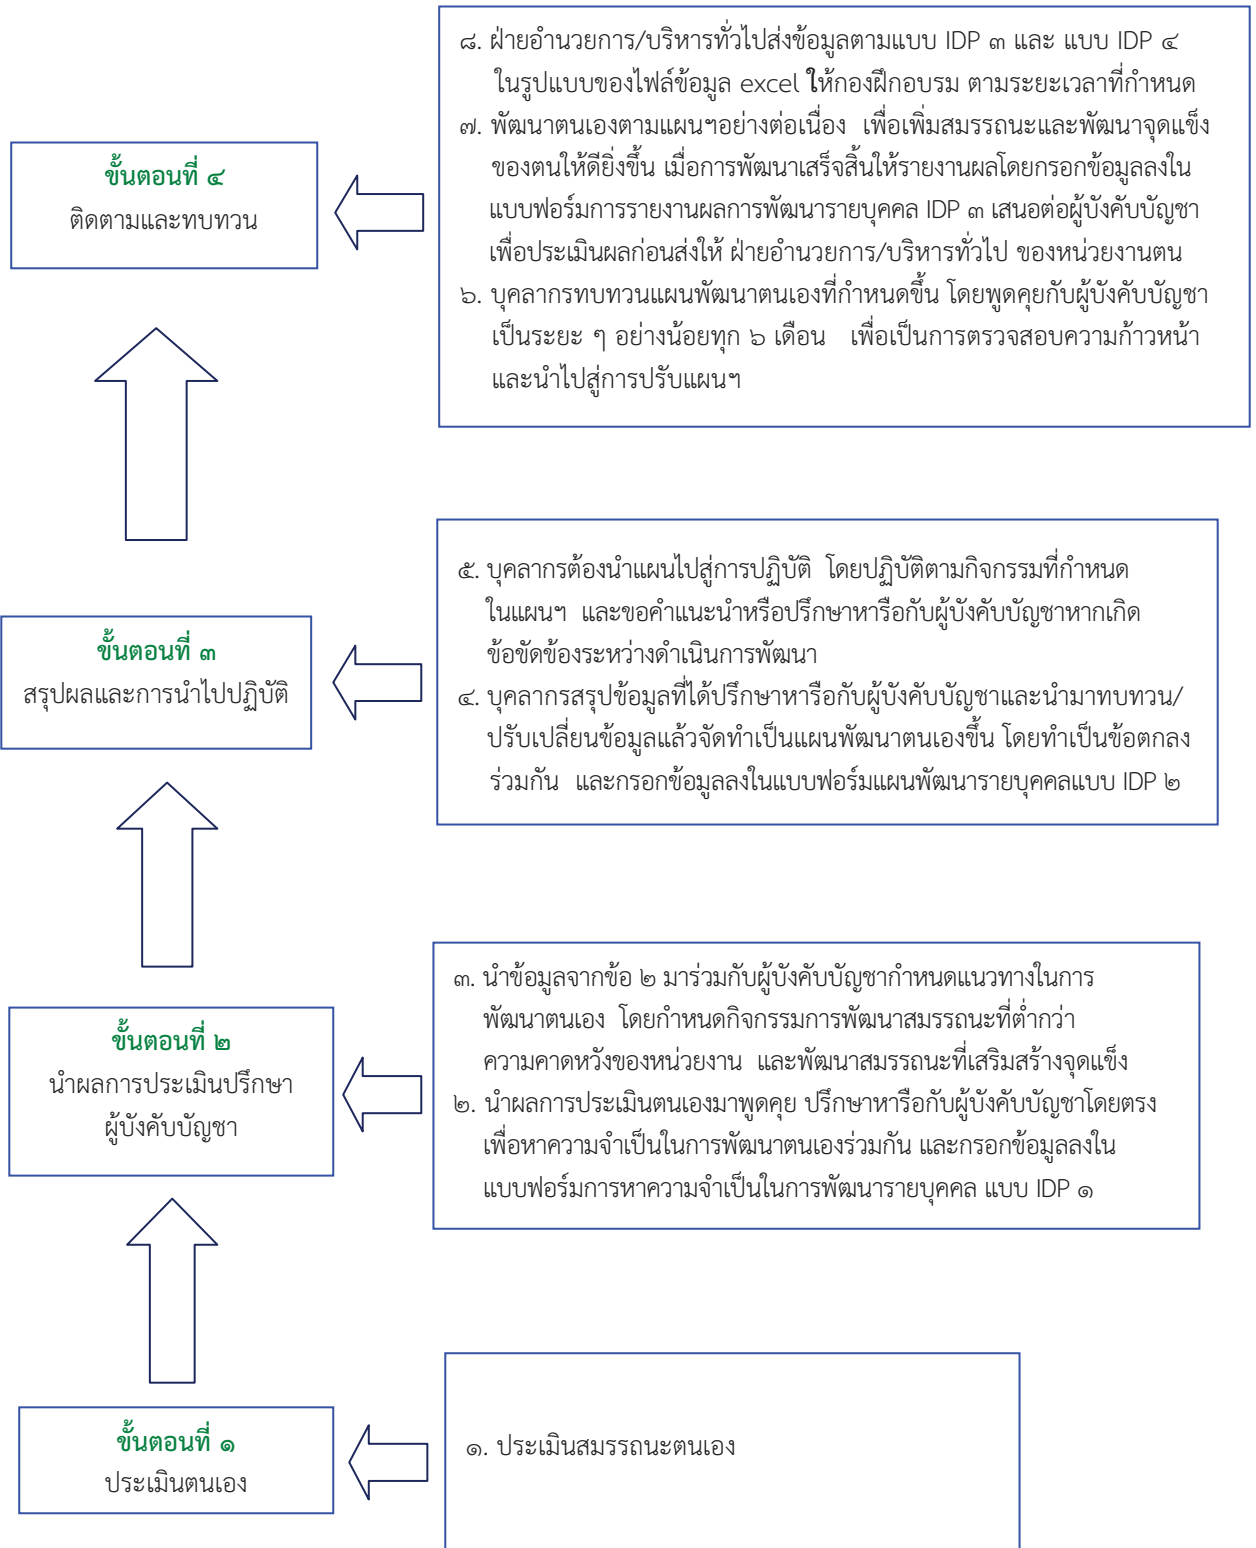 ๘. ฝ่ายอำนวยการ/บริหารทั่วไปส่งข้อมูลตามแบบ IDP ๓ และ แบบ IDP ๔
ในรูปแบบของไฟล์ข้อมูล excel ให้กองฝึกอบรม ตามระยะเวลาที่กำหนด
๗. พัฒนาตนเองตามแผนฯอย่างต่อเนื่อง เพื่อเพิ่มสมรรถนะและพัฒนาจุดแข็ง
ของตนให้ดียิ่งขึ้น เมื่อการพัฒนาเสร็จสิ้นให้รายงานผลโดยกรอกข้อมูลลงใน
แบบฟอร์มการรายงานผลการพัฒนารายบุคคล IDP ๓ เสนอต่อผู้บังคับบัญชา
เพื่อประเมินผลก่อนส่งให้ ฝ่ายอำนวยการ/บริหารทั่วไป ของหน่วยงานตน
๖. บุคลากรทบทวนแผนพัฒนาตนเองที่กำหนดขึ้น โดยพูดคุยกับผู้บังคับบัญชา
เป็นระยะ ๆ อย่างน้อยทุก ๖ เดือน เพื่อเป็นการตรวจสอบความก้าวหน้า
และนำไปสู่การปรับแผนฯ
ขั้นตอนที่ ๔
ติดตามและทบทวน
๕. บุคลากรต้องนำแผนไปสู่การปฏิบัติ โดยปฏิบัติตามกิจกรรมที่กำหนด
ในแผนฯ และขอคำแนะนำหรือปรึกษาหารือกับผู้บังคับบัญชาหากเกิด
ข้อขัดข้องระหว่างดำเนินการพัฒนา
๔. บุคลากรสรุปข้อมูลที่ได้ปรึกษาหารือกับผู้บังคับบัญชาและนำมาทบทวน/
ปรับเปลี่ยนข้อมูลแล้วจัดทำเป็นแผนพัฒนาตนเองขึ้น โดยทำเป็นข้อตกลง
ร่วมกัน และกรอกข้อมูลลงในแบบฟอร์มแผนพัฒนารายบุคคลแบบ IDP ๒
ขั้นตอนที่ ๓
สรุปผลและการนำไปปฏิบัติ
๓. นำข้อมูลจากข้อ ๒ มาร่วมกับผู้บังคับบัญชากำหนดแนวทางในการ
พัฒนาตนเอง โดยกำหนดกิจกรรมการพัฒนาสมรรถนะที่ต่ำกว่า
ความคาดหวังของหน่วยงาน และพัฒนาสมรรถนะที่เสริมสร้างจุดแข็ง
๒. นำผลการประเมินตนเองมาพูดคุย ปรึกษาหารือกับผู้บังคับบัญชาโดยตรง
เพื่อหาความจำเป็นในการพัฒนาตนเองร่วมกัน และกรอกข้อมูลลงใน
แบบฟอร์มการหาความจำเป็นในการพัฒนารายบุคคล แบบ IDP ๑
ขั้นตอนที่ ๒
นำผลการประเมินปรึกษา
ผู้บังคับบัญชา
๑. ประเมินสมรรถนะตนเอง
ขั้นตอนที่ ๑
ประเมินตนเอง